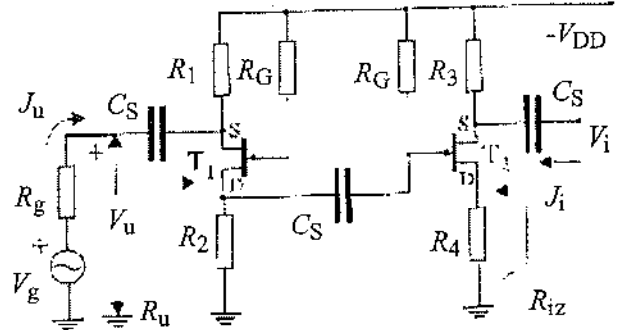 -V_DD
R_1
R_G
R_G
R_3
J_u
C_S
S
S
C_S
V_i
+
T_1
D
T_2
D
J_i
R_g
V_u
C_S
+
R_2
R_4
V_g
R_u
R_iz